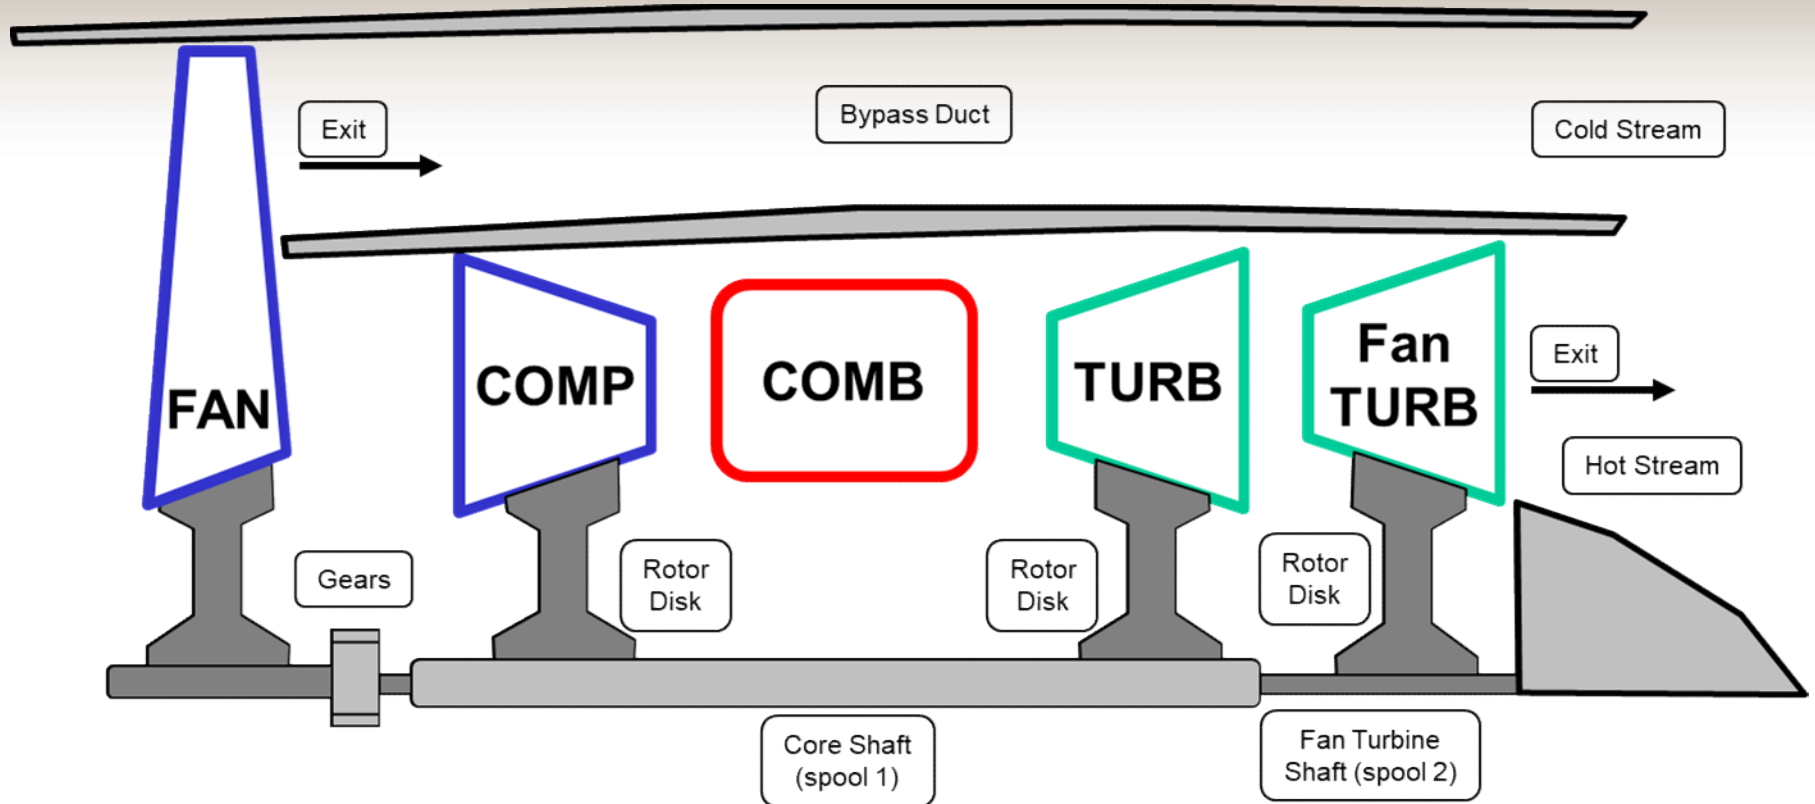 Exit
Bypass Duct
Cold Stream
FAN
COMP
COMB
TURB
Fan
TURB
Exit
Hot Stream
Gears
Rotor
Disk
Rotor
Disk
Rotor
Disk
Core Shaft
(spool 1)
Fan Turbine
Shaft (spool 2)